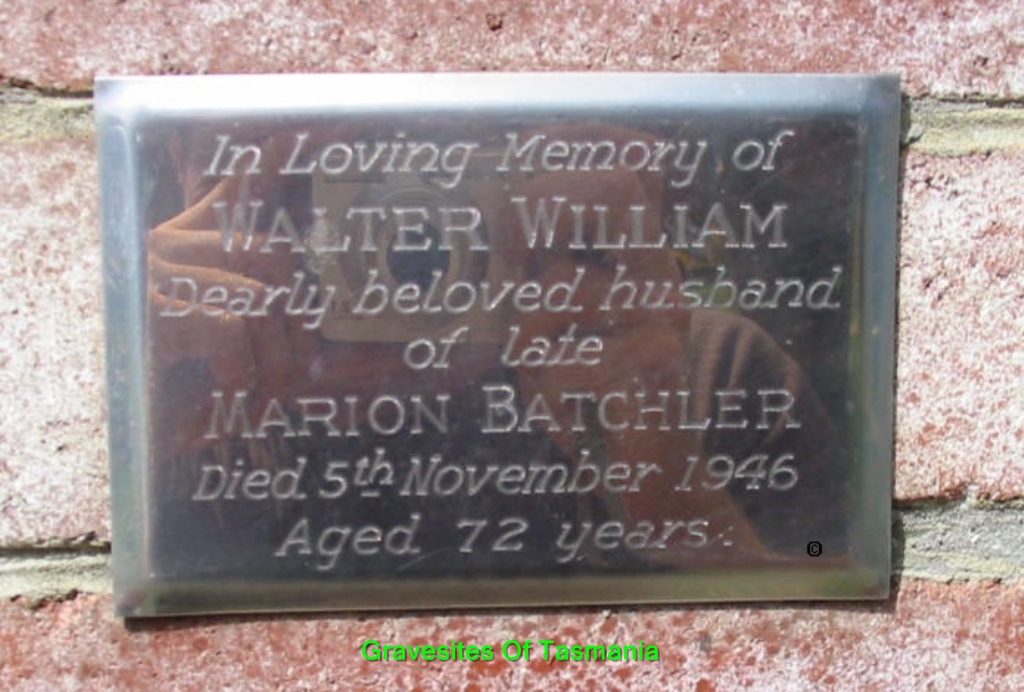 In Loving Memory of
WALTER WILLIAM
Dearly beloved husband
of late
MARION BATCHLER
Died 5th November 1946
Aged 72 years.
©
Gravesites Of Tasmania